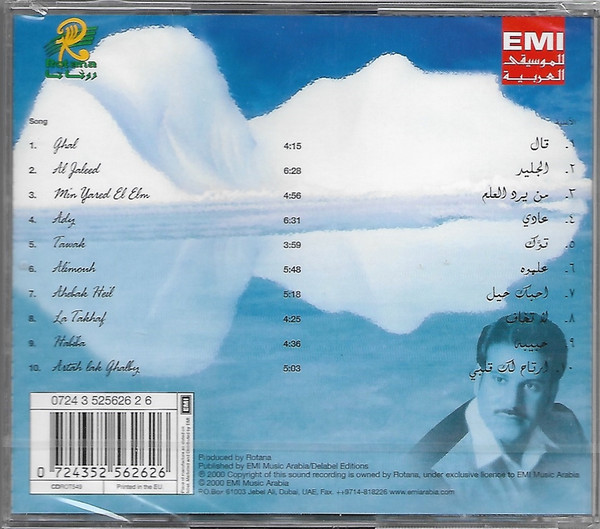 Rotana
روتانا
EMI
للموسيقى
العربية
Song
1. Ghal 4:15 قال .١
2. Al Jaleed 6:28 الجليد .٢
3. Min Yared El Elm 4:56 من يرد العلم .٣
4. Ady 6:31 عادي .٤
5. Tawak 3:59 توك .٥
6. Alimouh 5:48 علموه .٦
7. Ahebak Heil 5:18 احبك حيل .٧
8. La Takhaf 4:25 لا تخاف .٨
9. Habiba 4:36 حبيبه .٩
10. Artah lak Ghalby 5:03 ارتاح لك قلبي .١٠
0724 3 525626 2 6
EMI
0 724352 562626
Printed in the EU
Produced by Rotana
Published by EMI Music Arabia/Delabel Editions
℗ 2000 Copyright of this sound recording is owned by Rotana, under exclusive licence to EMI Music Arabia
© 2000 EMI Music Arabia
P.O.Box 61003 Jebel Ali, Dubai, UAE, Fax. ++9714-818226 www.emiarabia.com